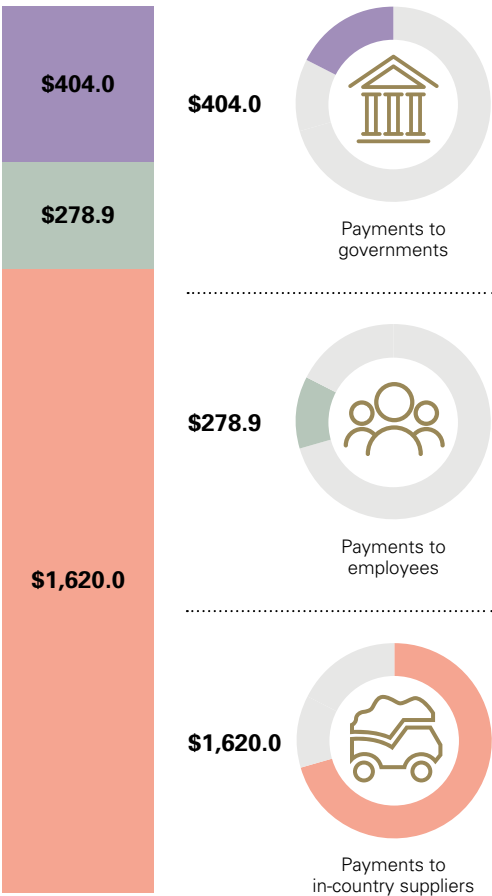 $404.0
$278.9
$1,620.0
$404.0
Payments to
governments
$278.9
Payments to
employees
$1,620.0
Payments to
in-country suppliers